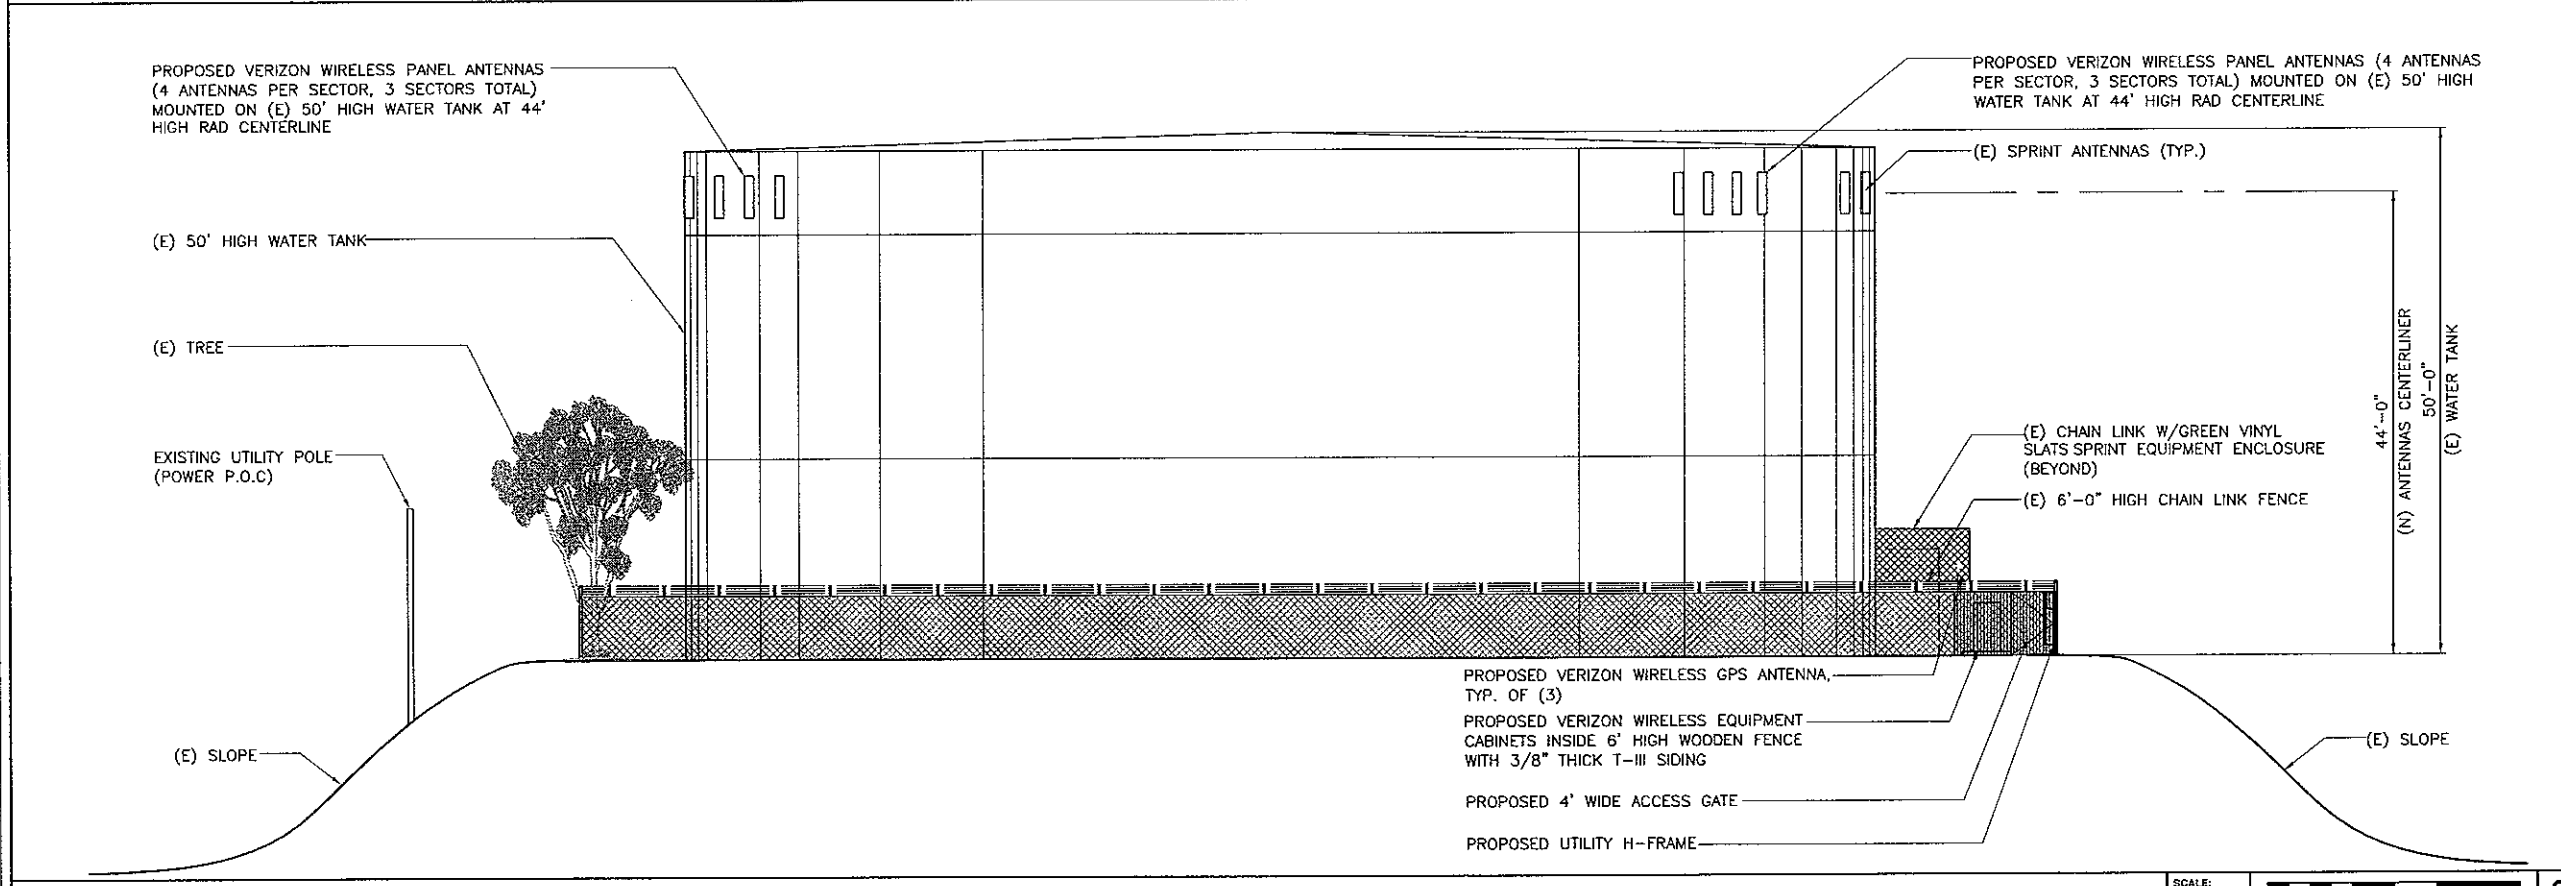 PROPOSED VERIZON WIRELESS PANEL ANTENNAS
(4 ANTENNAS PER SECTOR, 3 SECTORS TOTAL)
MOUNTED ON (E) 50' HIGH WATER TANK AT 44'
HIGH RAD CENTERLINE
(E) 50' HIGH WATER TANK
(E) TREE
EXISTING UTILITY POLE
(POWER P.O.C)
(E) SLOPE
PROPOSED VERIZON WIRELESS PANEL ANTENNAS (4 ANTENNAS
PER SECTOR, 3 SECTORS TOTAL) MOUNTED ON (E) 50' HIGH
WATER TANK AT 44' HIGH RAD CENTERLINE
(E) SPRINT ANTENNAS (TYP.)
44'-0"
(N) ANTENNAS CENTERLINER
50'-0"
(E) WATER TANK
(E) CHAIN LINK W/GREEN VINYL
SLATS SPRINT EQUIPMENT ENCLOSURE
(BEYOND)
(E) 6'-0" HIGH CHAIN LINK FENCE
PROPOSED VERIZON WIRELESS GPS ANTENNA,
TYP. OF (3)
PROPOSED VERIZON WIRELESS EQUIPMENT
CABINETS INSIDE 6' HIGH WOODEN FENCE
WITH 3/8" THICK T-III SIDING
PROPOSED 4' WIDE ACCESS GATE
PROPOSED UTILITY H-FRAME
(E) SLOPE
SCALE: